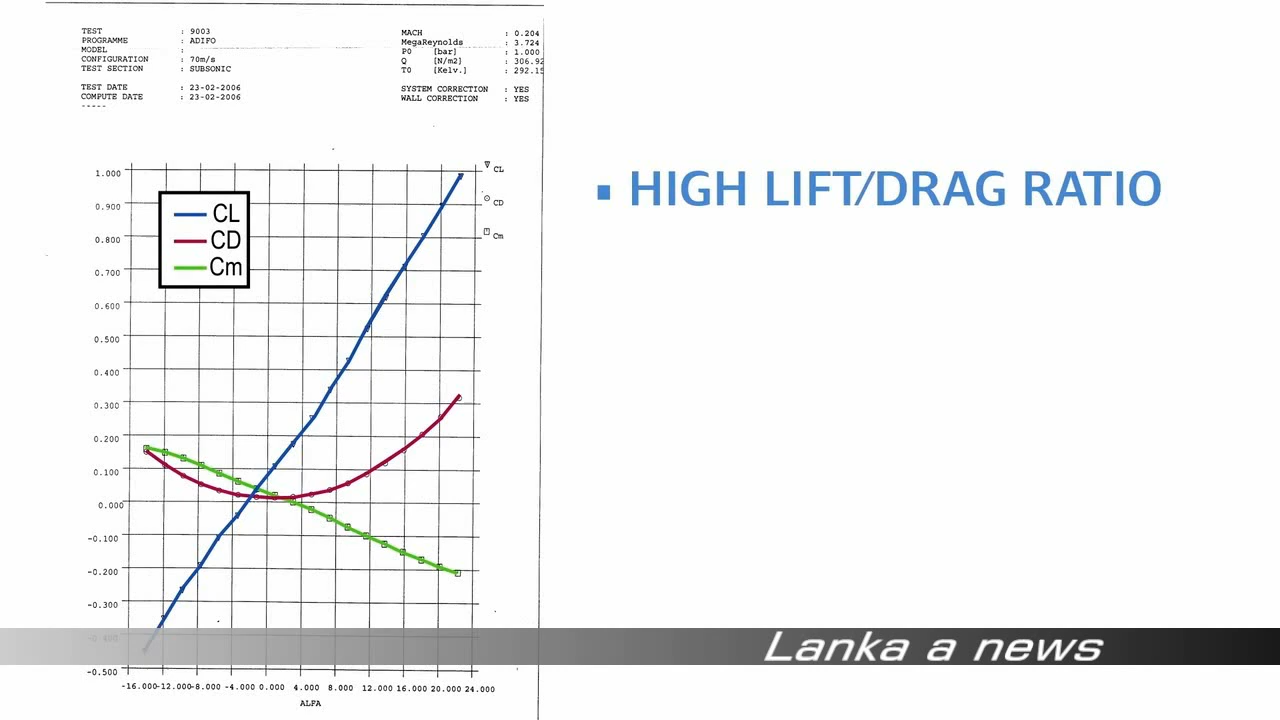 TEST : 9003
PROGRAMME : ADIFO
MODEL :
CONFIGURATION : 70m/s
TEST SECTION : SUBSONIC
TEST DATE : 23-02-2006
COMPUTE DATE : 23-02-2006
-----
MACH : 0.204
MegaReynolds : 3.724
P0 [bar] : 1.000
Q [N/m2] : 306.92
T0 [Kelv.] : 292.15
SYSTEM CORRECTION : YES
WALL CORRECTION : YES
HIGH LIFT/DRAG RATIO
CL
CD
Cm
CL
CD
Cm
1.000
0.900
0.800
0.700
0.600
0.500
0.400
0.300
0.200
0.100
0.000
-0.100
-0.200
-0.300
-0.400
-0.500
-16.000 -12.000 -8.000 -4.000 0.000 4.000 8.000 12.000 16.000 20.000 24.000
ALFA
Lanka a news